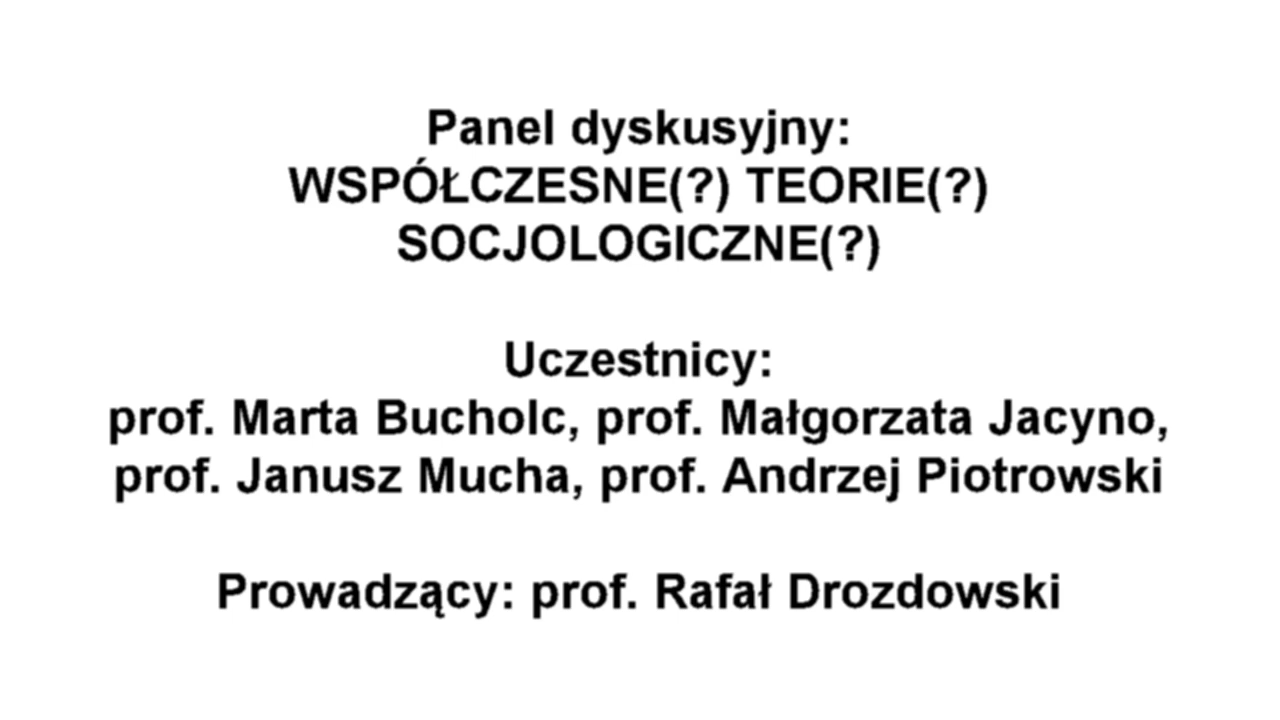 Panel dyskusyjny:
WSPÓŁCZESNE(?) TEORIE(?)
SOCJOLOGICZNE(?)
Uczestnicy:
prof. Marta Bucholc, prof. Małgorzata Jacyno,
prof. Janusz Mucha, prof. Andrzej Piotrowski
Prowadzący: prof. Rafał Drozdowski